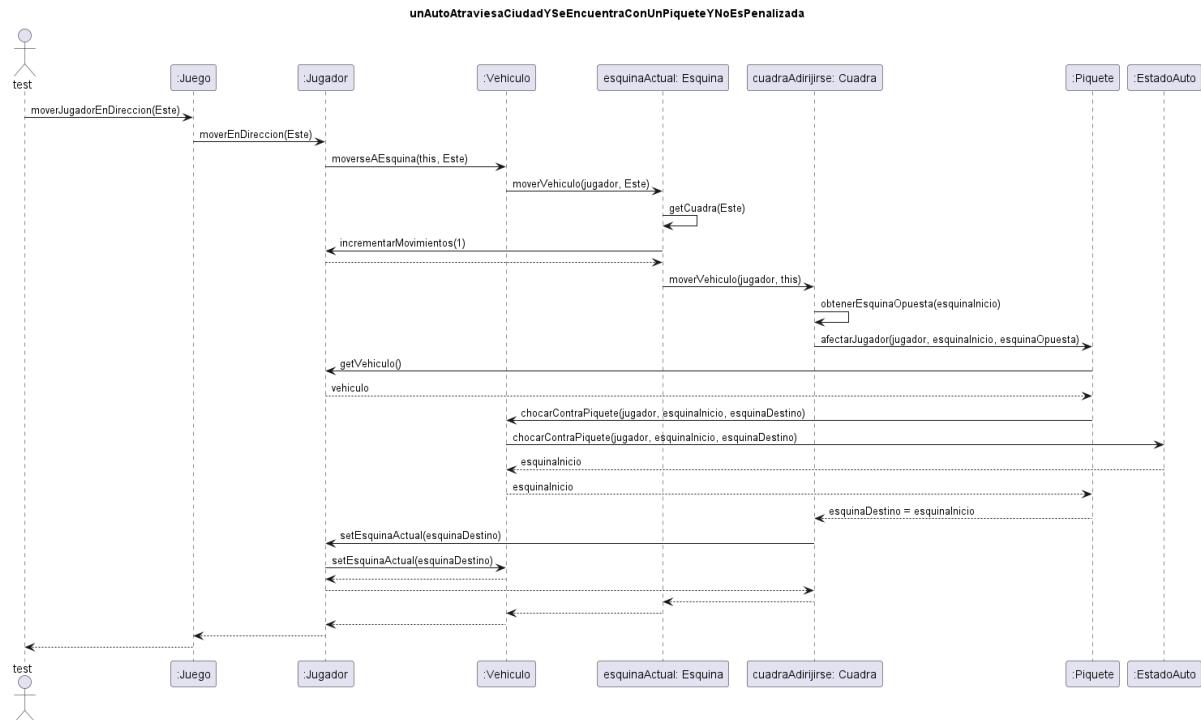 unAutoAtraviesaCiudadYSeEncuentraConUnPiqueteYNoEsPenalizada
test
:Juego
:Jugador
:Vehiculo
esquinaActual: Esquina
cuadraAdirijirse: Cuadra
:Piquete
:EstadoAuto
moverJugadorEnDireccion(Este)
moverEnDireccion(Este)
moverseAEsquina(this, Este)
moverVehiculo(jugador, Este)
getCuadra(Este)
incrementarMovimientos(1)
moverVehiculo(jugador, this)
obtenerEsquinaOpuesta(esquinaInicio)
afectarJugador(jugador, esquinaInicio, esquinaOpuesta)
getVehiculo()
vehiculo
chocarContraPiquete(jugador, esquinaInicio, esquinaDestino)
chocarContraPiquete(jugador, esquinaInicio, esquinaDestino)
esquinaInicio
esquinaInicio
esquinaDestino = esquinaInicio
setEsquinaActual(esquinaDestino)
setEsquinaActual(esquinaDestino)
test
:Juego
:Jugador
:Vehiculo
esquinaActual: Esquina
cuadraAdirijirse: Cuadra
:Piquete
:EstadoAuto